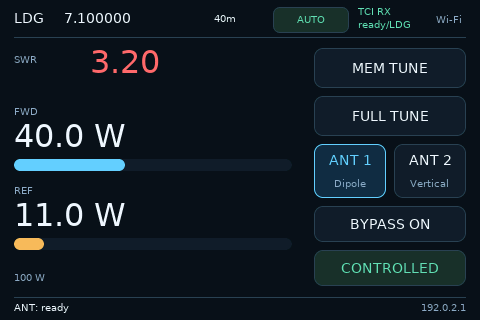 LDG 7.100000 40m AUTO TCI RX Wi-Fi
ready/LDG
SWR 3.20
MEM TUNE
FWD
40.0 W
FULL TUNE
ANT 1 ANT 2
Dipole Vertical
REF
11.0 W
BYPASS ON
CONTROLLED
100 W
ANT: ready 192.0.2.1